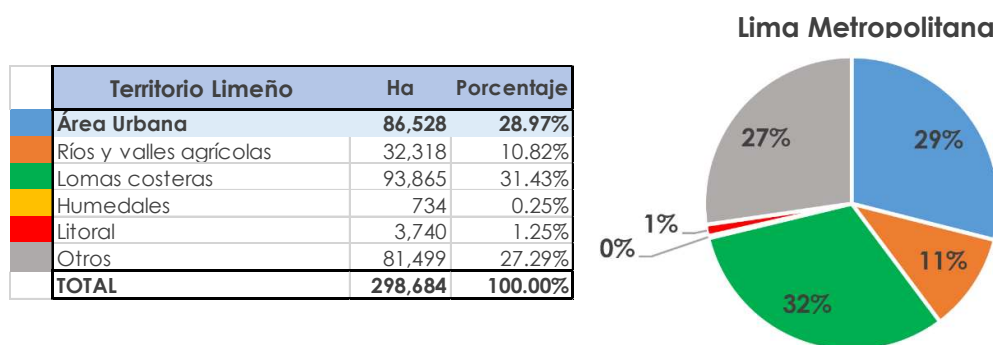 Lima Metropolitana
Territorio Limeño Ha Porcentaje
Área Urbana 86,528 28.97%
Ríos y valles agrícolas 32,318 10.82%
Lomas costeras 93,865 31.43%
Humedales 734 0.25%
Litoral 3,740 1.25%
Otros 81,499 27.29%
TOTAL 298,684 100.00%
27%
29%
1%
0%
11%
32%